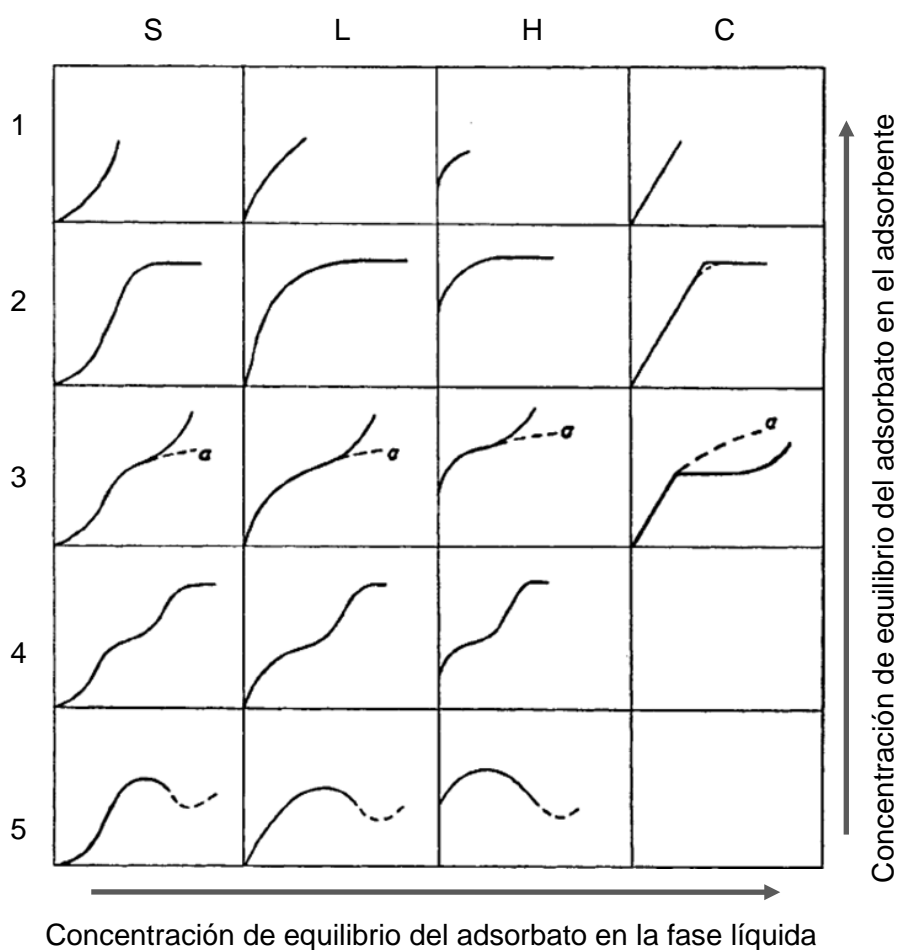 S L H C
1
2
a a a a
3
4
5
Concentración de equilibrio del adsorbato en la fase líquida
Concentración de equilibrio del adsorbato en el adsorbente